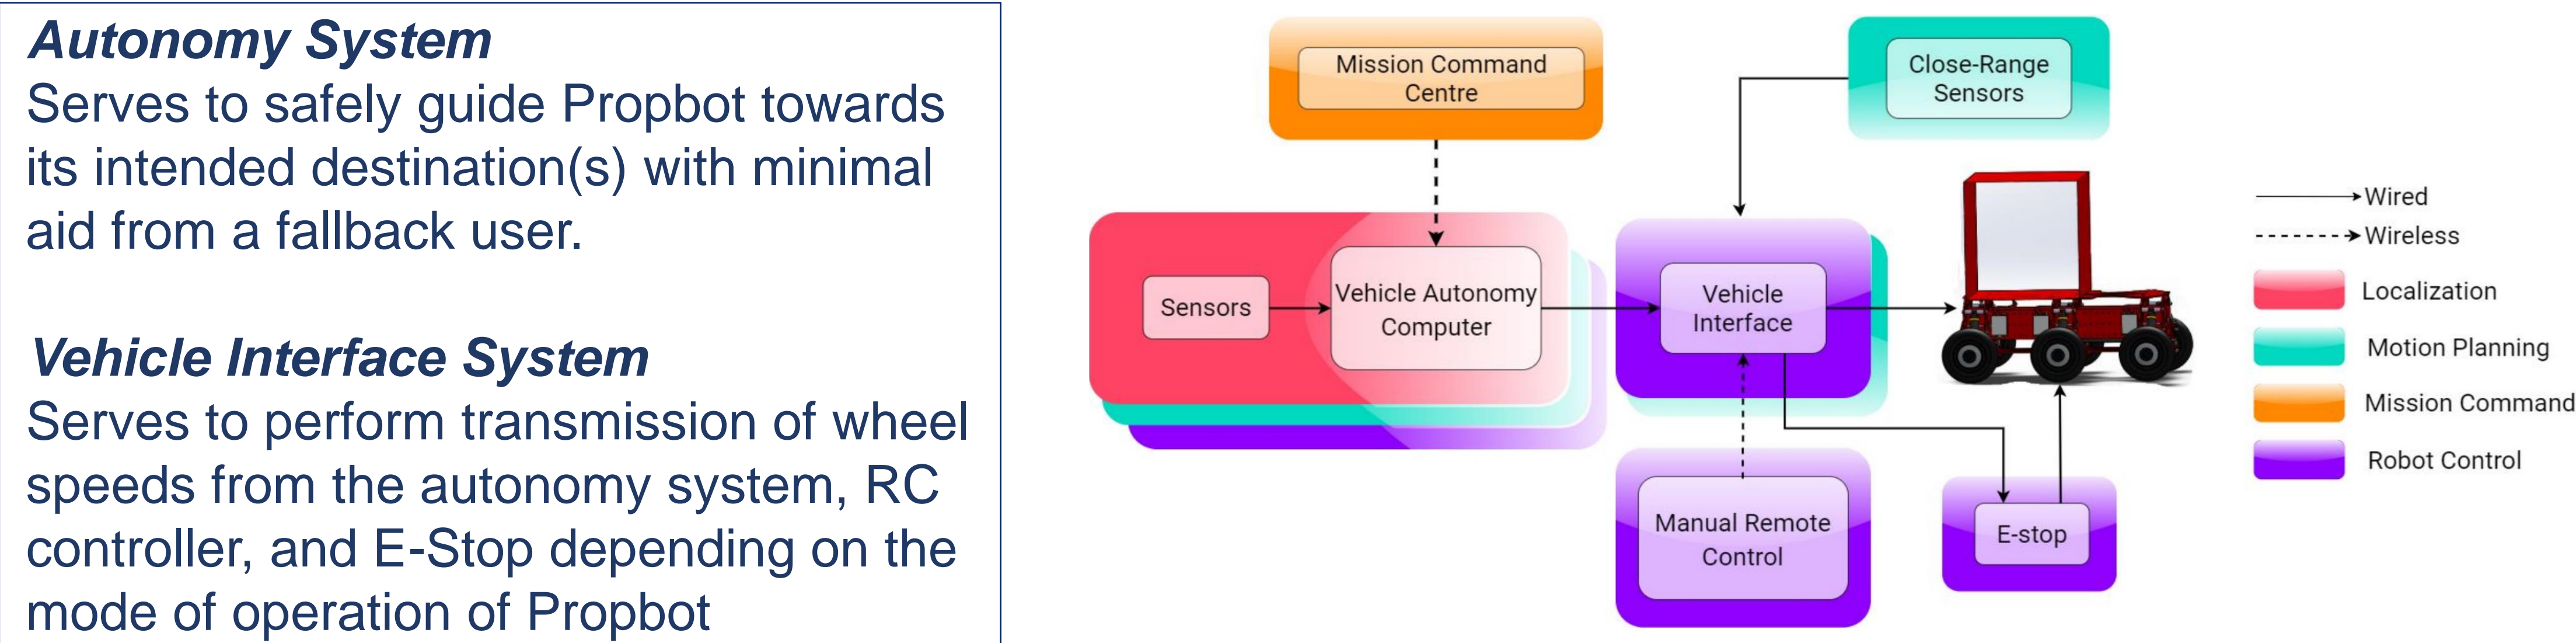 Autonomy System
Serves to safely guide Propbot towards
its intended destination(s) with minimal
aid from a fallback user.
Vehicle Interface System
Serves to perform transmission of wheel
speeds from the autonomy system, RC
controller, and E-Stop depending on the
mode of operation of Propbot
Mission Command
Centre
Close-Range
Sensors
Sensors
Vehicle Autonomy
Computer
Vehicle
Interface
Manual Remote
Control
E-stop
Wired
Wireless
Localization
Motion Planning
Mission Command
Robot Control